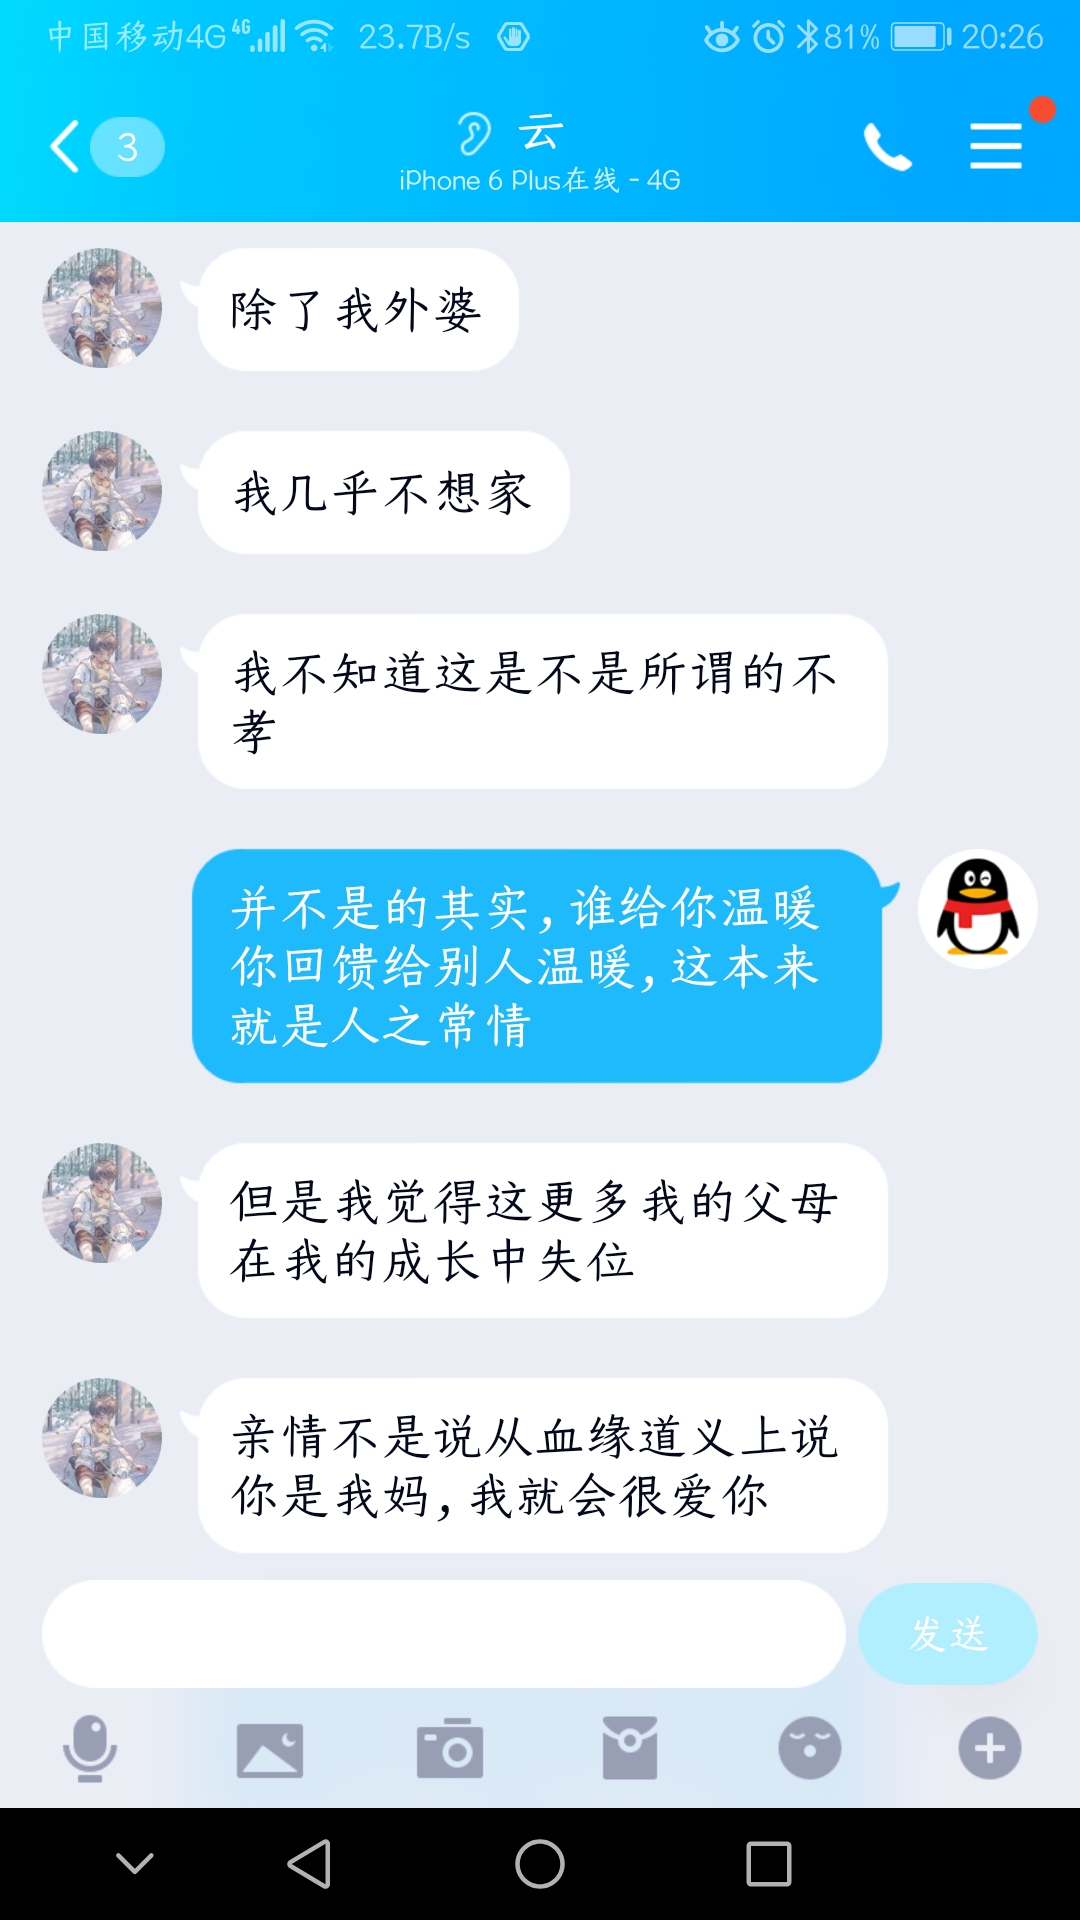 中国移动4G 4G 23.7B/s 81% 20:26
3 云
iPhone 6 Plus在线 - 4G
除了我外婆
我几乎不想家
我不知道这是不是所谓的不
孝
并不是的其实,谁给你温暖
你回馈给别人温暖,这本来
就是人之常情
但是我觉得这更多我的父母
在我的成长中失位
亲情不是说从血缘道义上说
你是我妈,我就会很爱你
发送